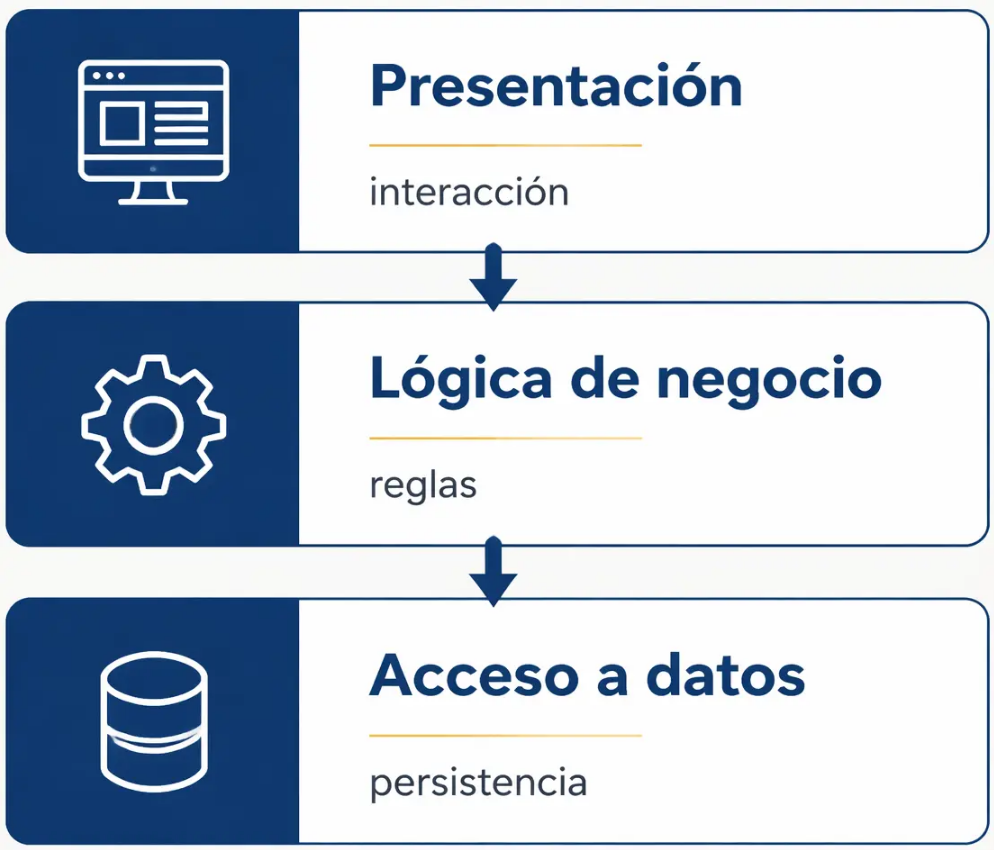 Presentación
interacción
Lógica de negocio
reglas
Acceso a datos
persistencia